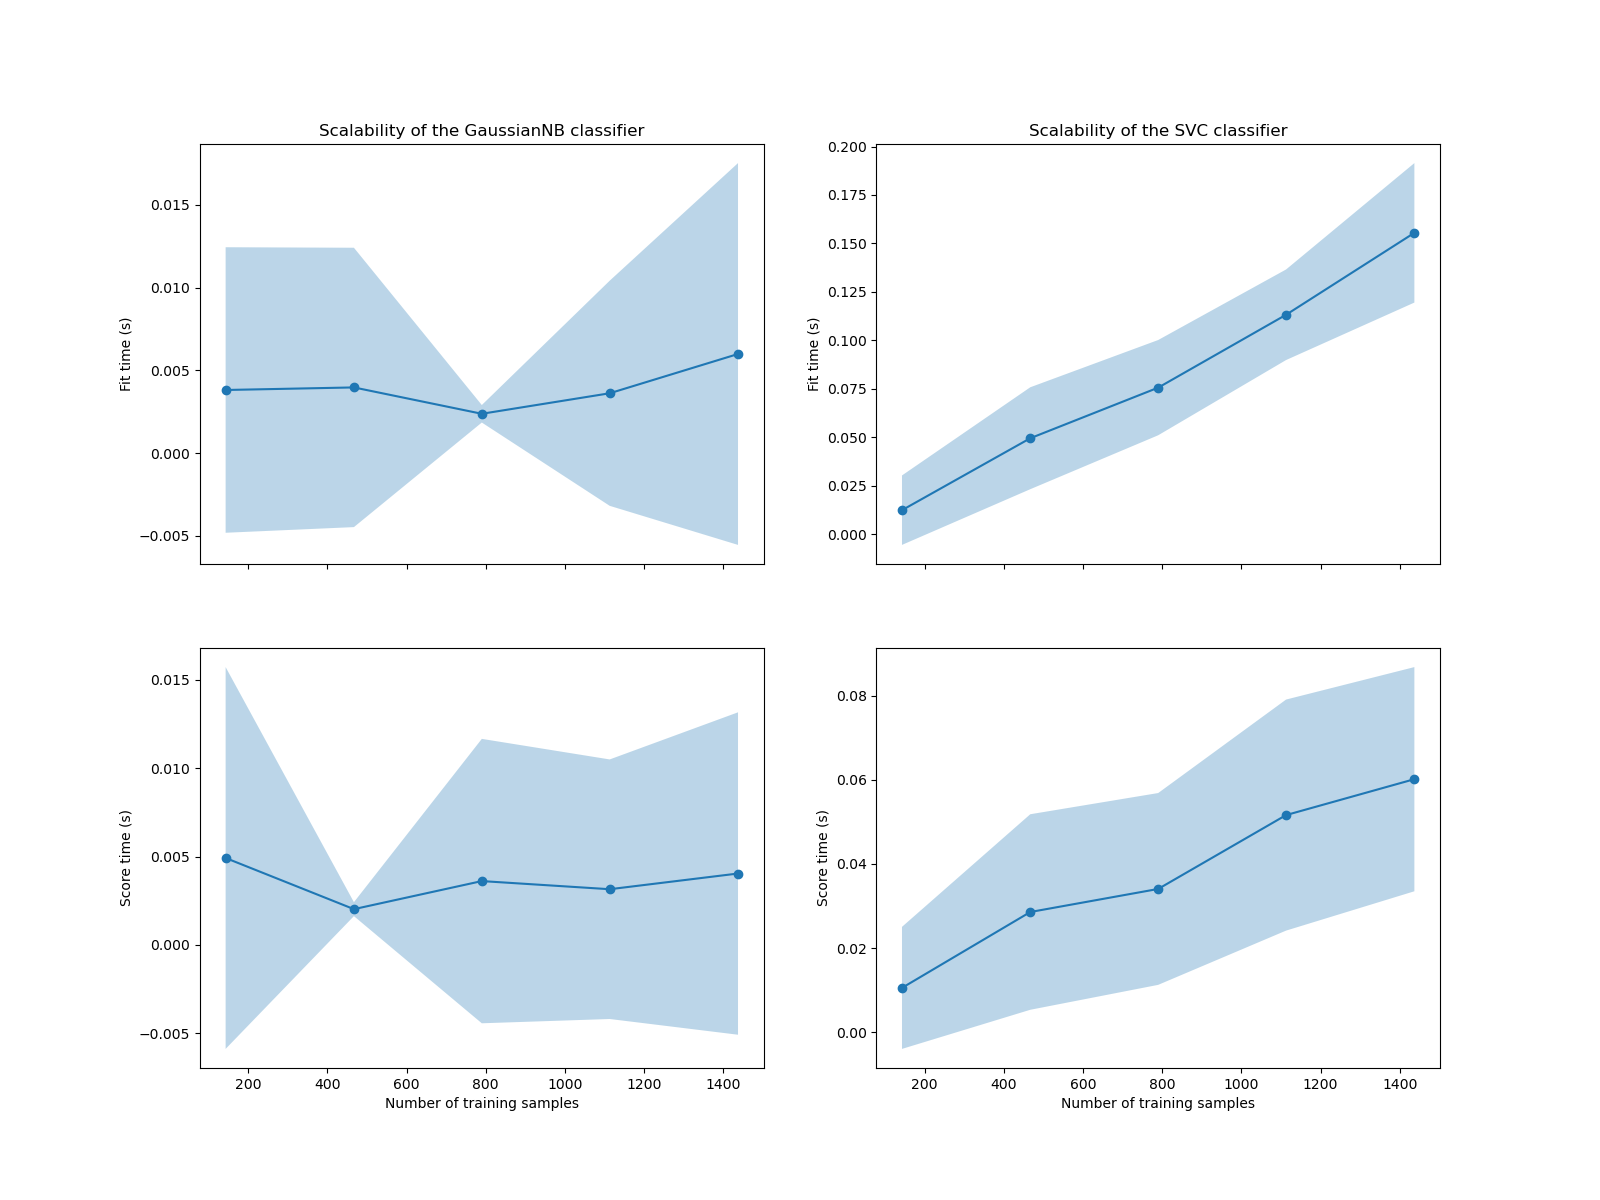 Scalability of the GaussianNB classifier
Fit time (s)
0.015
0.010
0.005
0.000
−0.005
Scalability of the SVC classifier
Fit time (s)
0.200
0.175
0.150
0.125
0.100
0.075
0.050
0.025
0.000
Score time (s)
0.015
0.010
0.005
0.000
−0.005
200 400 600 800 1000 1200 1400
Number of training samples
Score time (s)
0.08
0.06
0.04
0.02
0.00
200 400 600 800 1000 1200 1400
Number of training samples